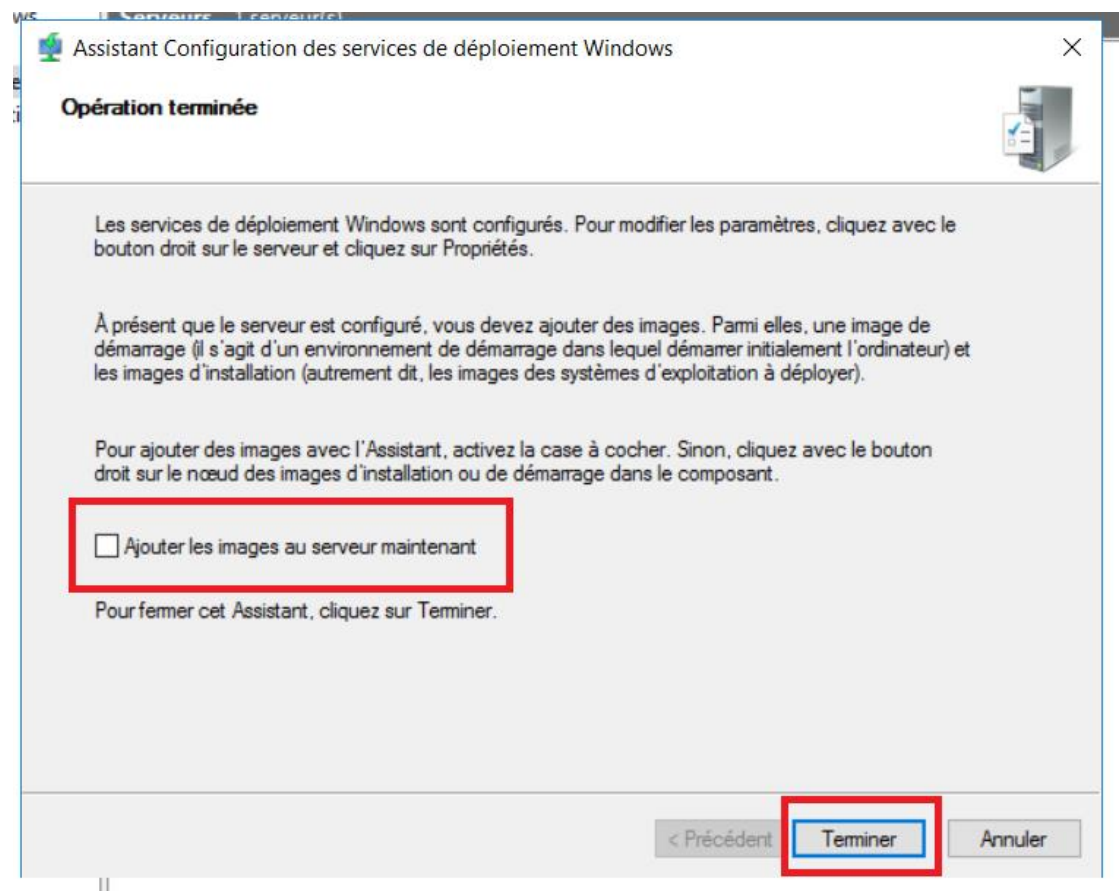 Serveurs 1 serveur(s)
Assistant Configuration des services de déploiement Windows
Opération terminée
Les services de déploiement Windows sont configurés. Pour modifier les paramètres, cliquez avec le
bouton droit sur le serveur et cliquez sur Propriétés.
À présent que le serveur est configuré, vous devez ajouter des images. Parmi elles, une image de
démarrage (il s'agit d'un environnement de démarrage dans lequel démarrer initialement l'ordinateur) et
les images d'installation (autrement dit, les images des systèmes d'exploitation à déployer).
Pour ajouter des images avec l'Assistant, activez la case à cocher. Sinon, cliquez avec le bouton
droit sur le nœud des images d'installation ou de démarrage dans le composant.
Ajouter les images au serveur maintenant
Pour fermer cet Assistant, cliquez sur Terminer.
< Précédent Terminer Annuler